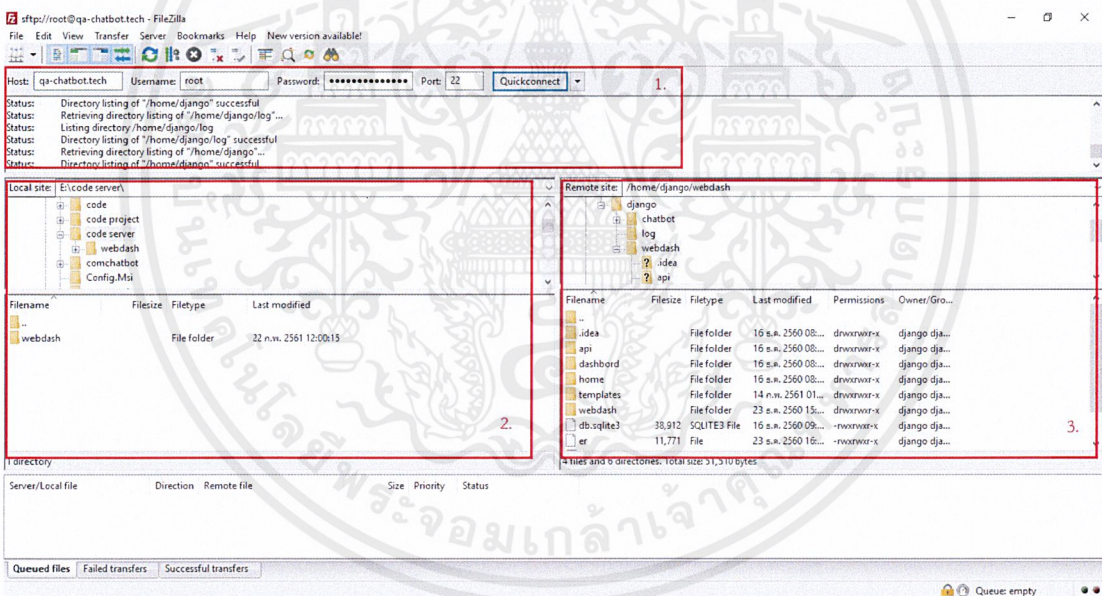 sftp://root@qa-chatbot.tech - FileZilla
File Edit View Transfer Server Bookmarks Help New version available!
Host: qa-chatbot.tech Username: root Password: •••••••••••••• Port: 22 Quickconnect
1.
Status: Directory listing of "/home/django" successful
Status: Retrieving directory listing of "/home/django/log"...
Status: Listing directory /home/django/log
Status: Directory listing of "/home/django/log" successful
Status: Retrieving directory listing of "/home/django"...
Status: Directory listing of "/home/django" successful
Local site: E:\code server\
code
code project
code server
webdash
comchatbot
Config.Msi
Filename Filesize Filetype Last modified
..
webdash File folder 22 ก.พ. 2561 12:00:15
2.
1 directory
Remote site: /home/django/webdash
django
chatbot
log
webdash
.idea
api
Filename Filesize Filetype Last modified Permissions Owner/Gro...
..
.idea File folder 16 ธ.ค. 2560 08:... drwxrwxr-x django dja...
api File folder 16 ธ.ค. 2560 08:... drwxrwxr-x django dja...
dashbord File folder 16 ธ.ค. 2560 08:... drwxrwxr-x django dja...
home File folder 16 ธ.ค. 2560 08:... drwxrwxr-x django dja...
templates File folder 14 ก.พ. 2561 01... drwxrwxr-x django dja...
webdash File folder 23 ธ.ค. 2560 15:... drwxrwxr-x django dja...
db.sqlite3 38,912 SQLITE3 File 16 ธ.ค. 2560 09:... -rwxrwxr-x django dja...
er 11,771 File 23 ธ.ค. 2560 16:... -rwxrwxr-x django dja...
3.
4 files and 6 directories. Total size: 51,510 bytes
Server/Local file Direction Remote file Size Priority Status
Queued files Failed transfers Successful transfers
Queue: empty